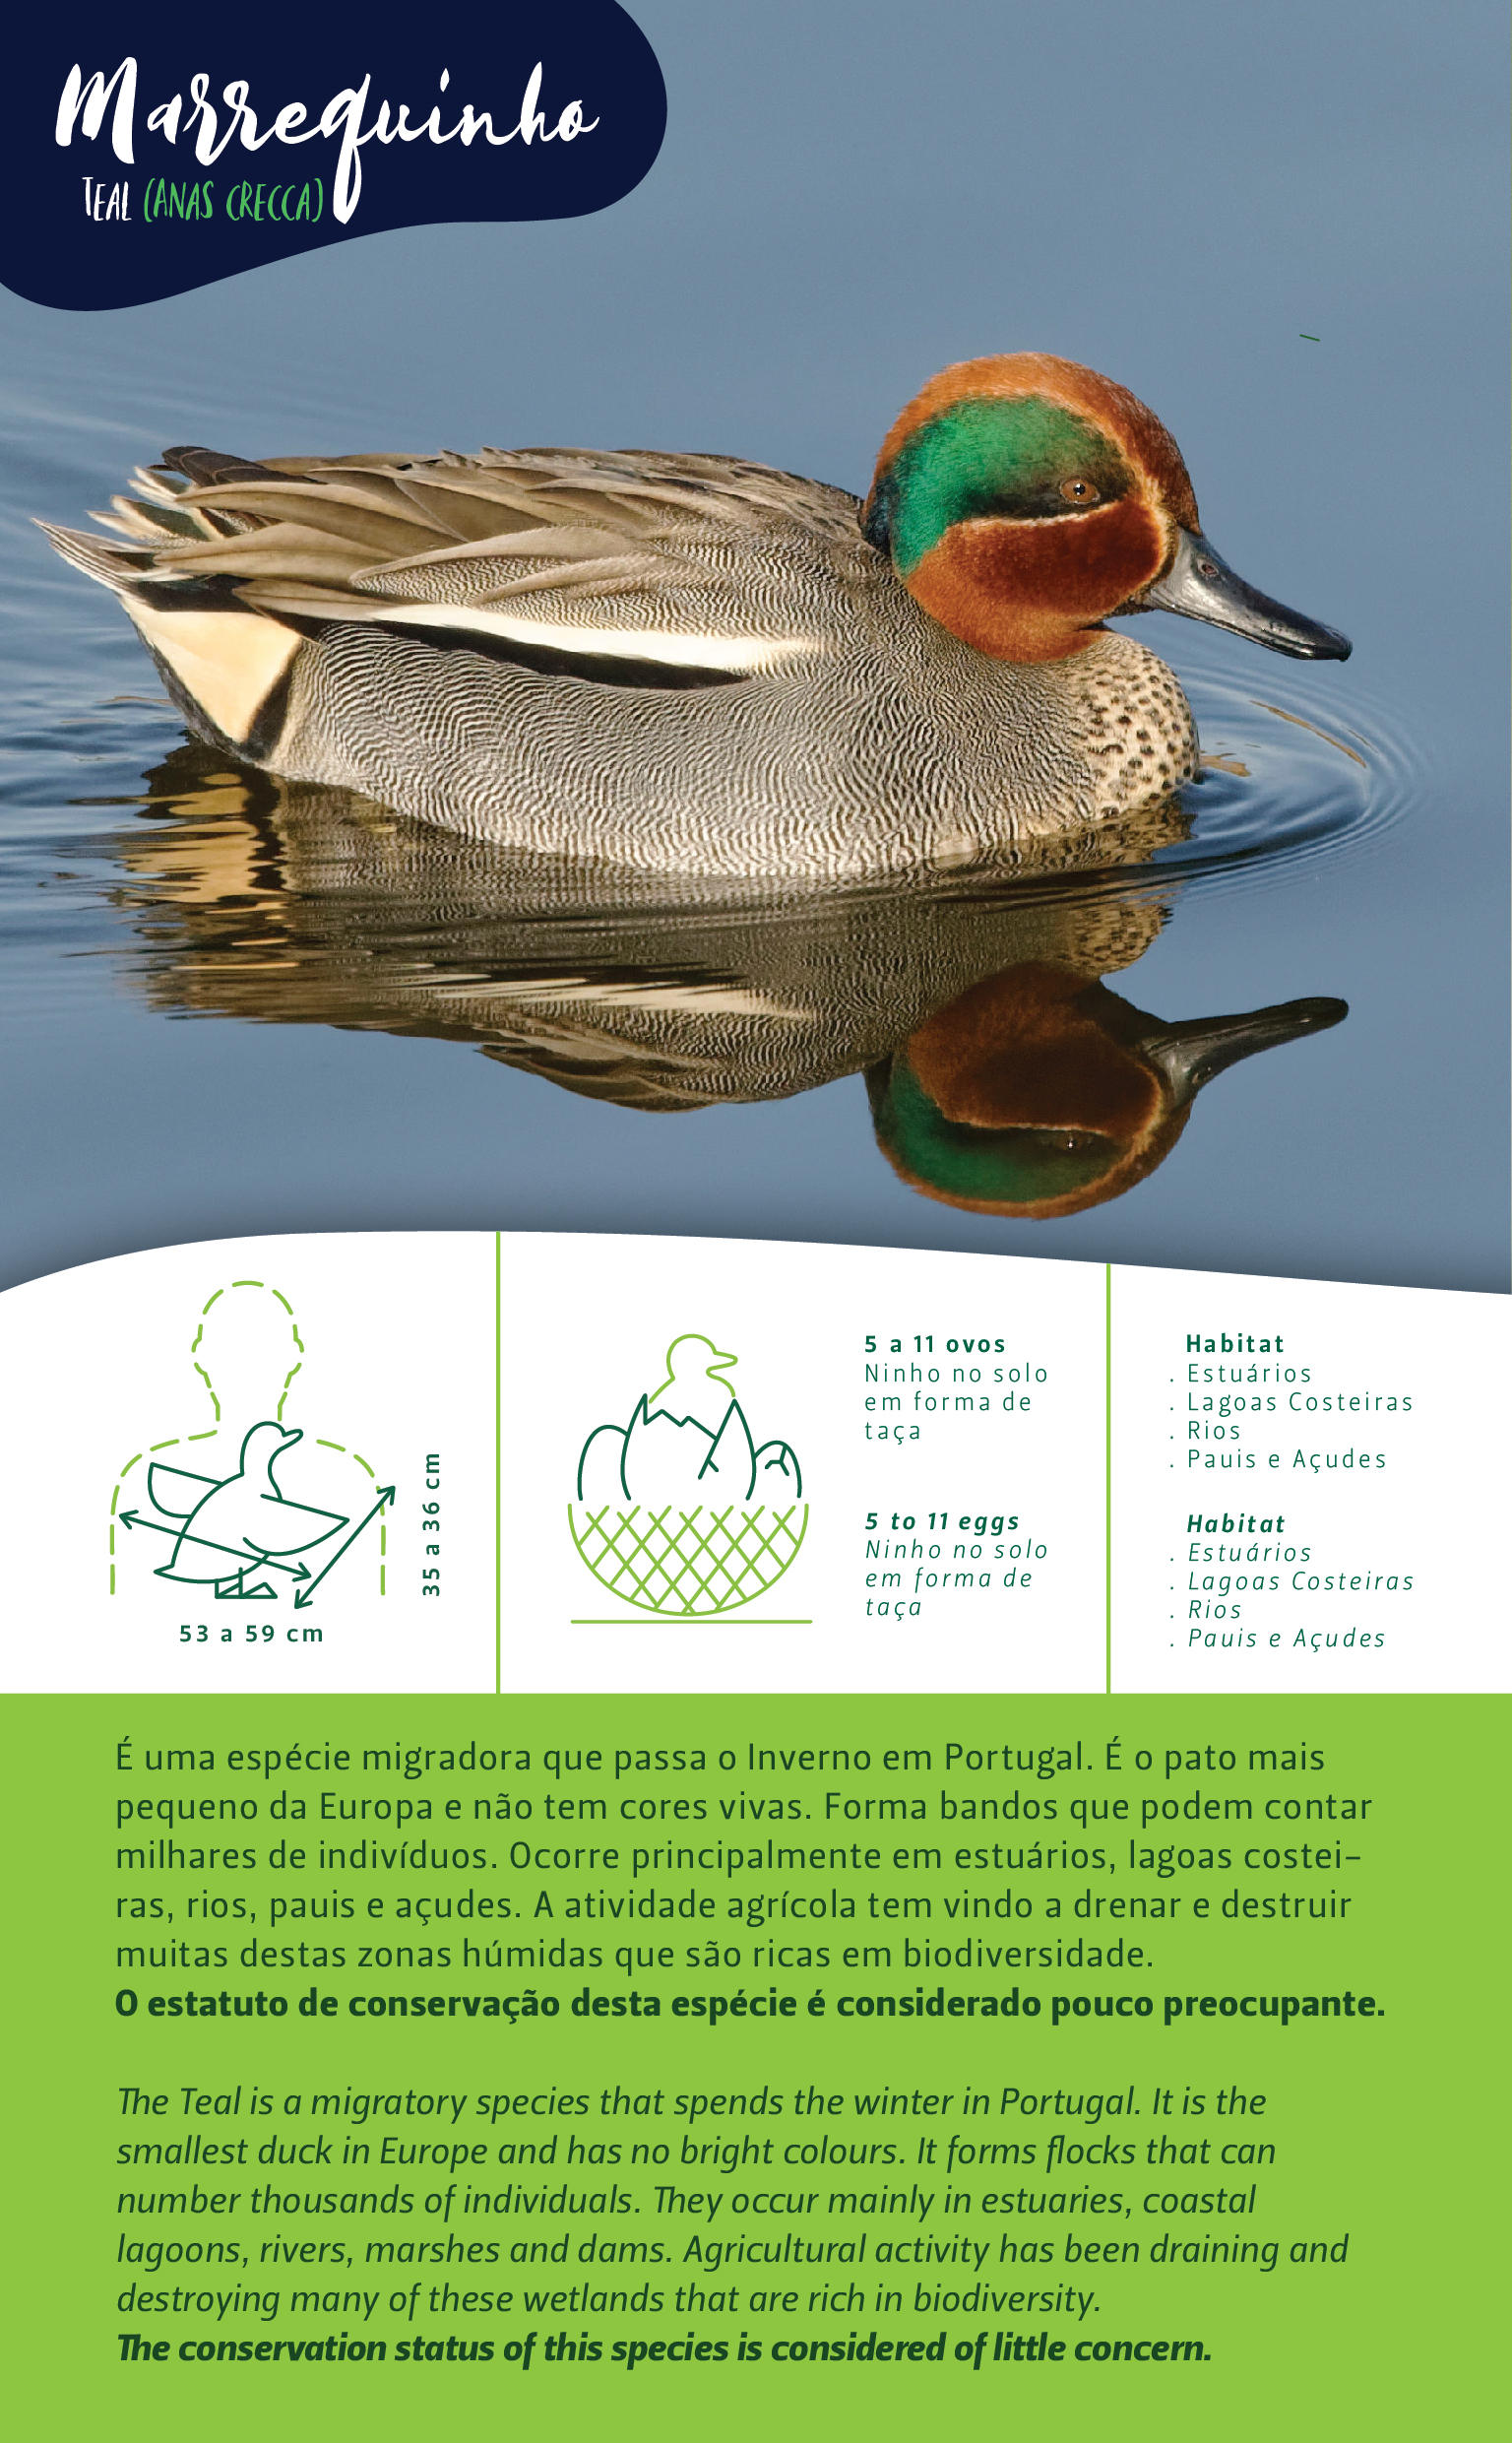 Marrequinho
TEAL (ANAS CRECCA)
35 a 36 cm
53 a 59 cm
5 a 11 ovos
Ninho no solo
em forma de
taça
5 to 11 eggs
Ninho no solo
em forma de
taça
Habitat
. Estuários
. Lagoas Costeiras
. Rios
. Pauis e Açudes
Habitat
. Estuários
. Lagoas Costeiras
. Rios
. Pauis e Açudes
É uma espécie migradora que passa o Inverno em Portugal. É o pato mais
pequeno da Europa e não tem cores vivas. Forma bandos que podem contar
milhares de indivíduos. Ocorre principalmente em estuários, lagoas costei-
ras, rios, pauis e açudes. A atividade agrícola tem vindo a drenar e destruir
muitas destas zonas húmidas que são ricas em biodiversidade.
O estatuto de conservação desta espécie é considerado pouco preocupante.
The Teal is a migratory species that spends the winter in Portugal. It is the
smallest duck in Europe and has no bright colours. It forms flocks that can
number thousands of individuals. They occur mainly in estuaries, coastal
lagoons, rivers, marshes and dams. Agricultural activity has been draining and
destroying many of these wetlands that are rich in biodiversity.
The conservation status of this species is considered of little concern.